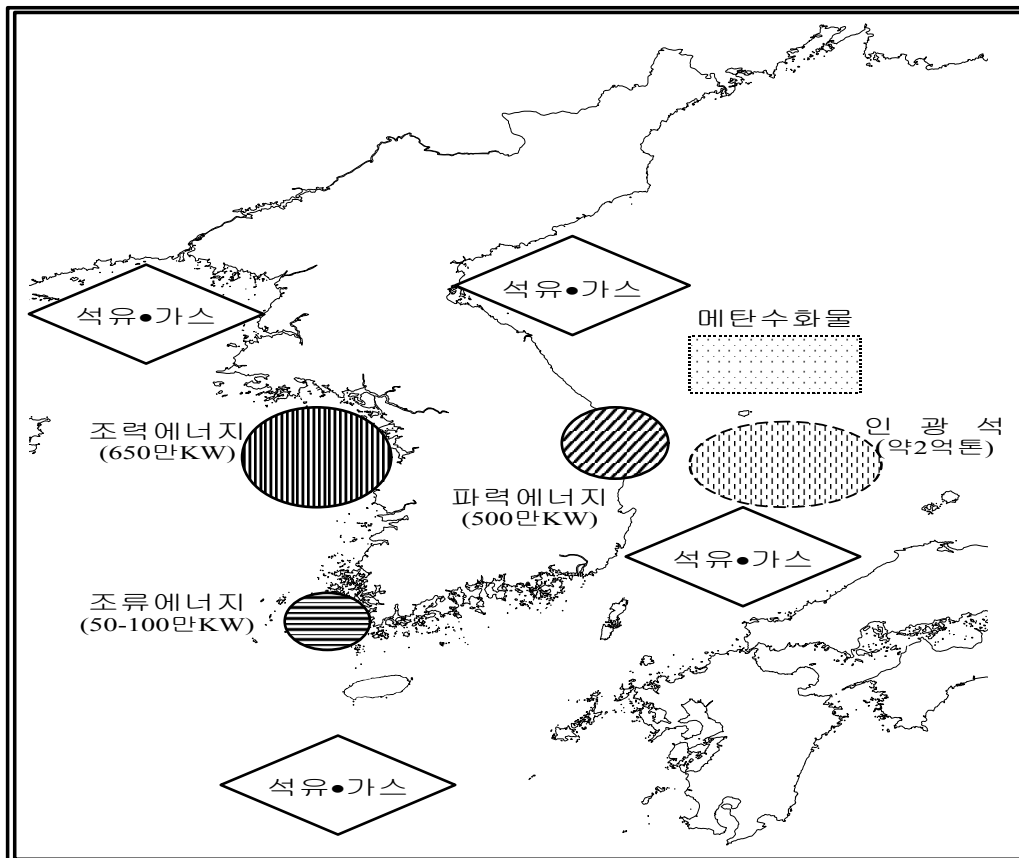 석유●가스
석유●가스
메탄수화물
조력에너지
(650만KW)
인 광 석
(약2억톤)
파력에너지
(500만KW)
석유●가스
조류에너지
(50-100만KW)
석유●가스